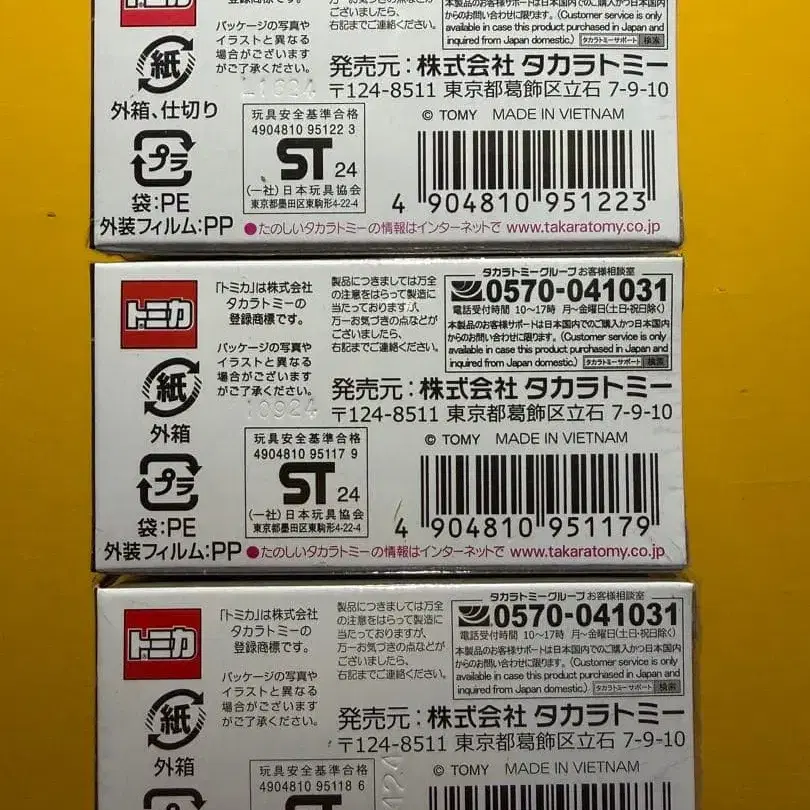 トミカ
登録商標です。
パッケージの写真や
イラストと異なる
場合がございます
がご了承ください。
紙
外箱、仕切り
プラ
袋:PE
外装フィルム:PP
ございましたら、
右記までご連絡ください。
本製品のお客様サポートは日本国内でのご購入かつ日本国内
からのお問い合わせに限ります。(Customer service is only
available in case this product purchased in Japan and
inquired from Japan domestic.) タカラトミーサポート 検索
発売元:株式会社 タカラトミー
〒124-8511 東京都葛飾区立石 7-9-10
玩具安全基準合格
4904810 95122 3
ST 24
(一社)日本玩具協会
東京都墨田区東駒形4-22-4
© TOMY MADE IN VIETNAM
4 904810 951223
●たのしいタカラトミーの情報はインターネットで www.takaratomy.co.jp
トミカ
「トミカ」は株式会社
タカラトミーの
登録商標です。
パッケージの写真や
イラストと異なる
場合がございます
がご了承ください。
10924
紙
外箱
プラ
袋:PE
外装フィルム:PP
製品につきましては万全
の注意をはらって製造に
当たっておりますが、
万一お気づきの点などが
ございましたら、
右記までご連絡ください。
タカラトミーグループ お客様相談室
0570-041031
電話受付時間 10〜17時 月〜金曜日(土・日・祝日除く)
本製品のお客様サポートは日本国内でのご購入かつ日本国内
からのお問い合わせに限ります。(Customer service is only
available in case this product purchased in Japan and
inquired from Japan domestic.) タカラトミーサポート 検索
発売元:株式会社 タカラトミー
〒124-8511 東京都葛飾区立石 7-9-10
玩具安全基準合格
4904810 95117 9
ST 24
(一社)日本玩具協会
東京都墨田区東駒形4-22-4
© TOMY MADE IN VIETNAM
4 904810 951179
●たのしいタカラトミーの情報はインターネットで www.takaratomy.co.jp
トミカ
「トミカ」は株式会社
タカラトミーの
登録商標です。
パッケージの写真や
イラストと異なる
場合がございます
がご了承ください。
紙
外箱
プラ
製品につきましては万全
の注意をはらって製造に
当たっておりますが、
万一お気づきの点などが
ございましたら、
右記までご連絡ください。
タカラトミーグループ お客様相談室
0570-041031
電話受付時間 10〜17時 月〜金曜日(土・日・祝日除く)
本製品のお客様サポートは日本国内でのご購入かつ日本国内
からのお問い合わせに限ります。(Customer service is only
available in case this product purchased in Japan and
inquired from Japan domestic.) タカラトミーサポート 検索
発売元:株式会社 タカラトミー
〒124-8511 東京都葛飾区立石 7-9-10
玩具安全基準合格
4904810 95118 6
ST
© TOMY MADE IN VIETNAM